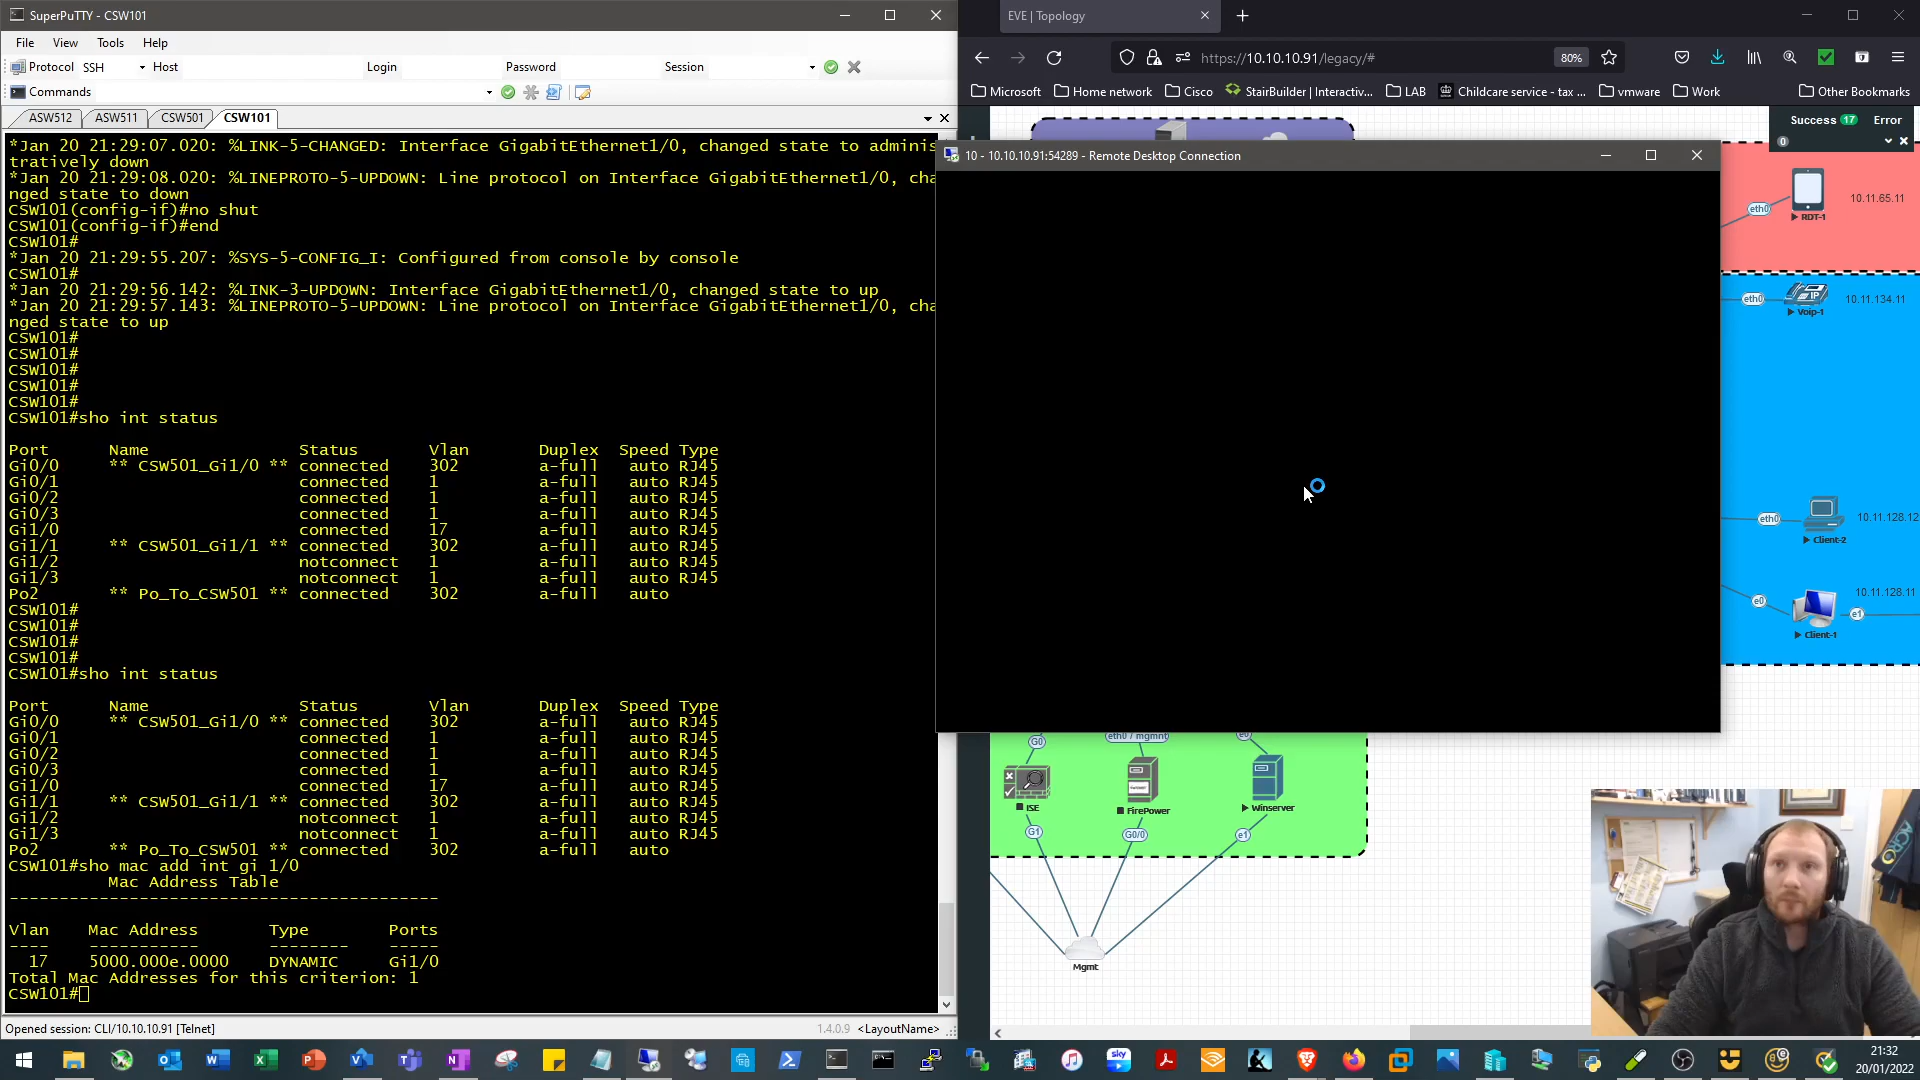 SuperPuTTY - CSW101
File View Tools Help
Protocol SSH Host Login Password Session
Commands
ASW512 ASW511 CSW501 CSW101
*Jan 20 21:29:07.020: %LINK-5-CHANGED: Interface GigabitEthernet1/0, changed state to adminis
tratively down
*Jan 20 21:29:08.020: %LINEPROTO-5-UPDOWN: Line protocol on Interface GigabitEthernet1/0, cha
nged state to down
CSW101(config-if)#no shut
CSW101(config-if)#end
CSW101#
*Jan 20 21:29:55.207: %SYS-5-CONFIG_I: Configured from console by console
CSW101#
*Jan 20 21:29:56.142: %LINK-3-UPDOWN: Interface GigabitEthernet1/0, changed state to up
*Jan 20 21:29:57.143: %LINEPROTO-5-UPDOWN: Line protocol on Interface GigabitEthernet1/0, cha
nged state to up
CSW101#
CSW101#
CSW101#
CSW101#
CSW101#
CSW101#sho int status
Port Name Status Vlan Duplex Speed Type
Gi0/0 ** CSW501_Gi1/0 ** connected 302 a-full auto RJ45
Gi0/1 connected 1 a-full auto RJ45
Gi0/2 connected 1 a-full auto RJ45
Gi0/3 connected 1 a-full auto RJ45
Gi1/0 connected 17 a-full auto RJ45
Gi1/1 ** CSW501_Gi1/1 ** connected 302 a-full auto RJ45
Gi1/2 notconnect 1 a-full auto RJ45
Gi1/3 notconnect 1 a-full auto RJ45
Po2 ** Po_To_CSW501 ** connected 302 a-full auto
CSW101#
CSW101#
CSW101#
CSW101#
CSW101#sho int status
Port Name Status Vlan Duplex Speed Type
Gi0/0 ** CSW501_Gi1/0 ** connected 302 a-full auto RJ45
Gi0/1 connected 1 a-full auto RJ45
Gi0/2 connected 1 a-full auto RJ45
Gi0/3 connected 1 a-full auto RJ45
Gi1/0 connected 17 a-full auto RJ45
Gi1/1 ** CSW501_Gi1/1 ** connected 302 a-full auto RJ45
Gi1/2 notconnect 1 a-full auto RJ45
Gi1/3 notconnect 1 a-full auto RJ45
Po2 ** Po_To_CSW501 ** connected 302 a-full auto
CSW101#sho mac add int gi 1/0
Mac Address Table
-------------------------------------------
Vlan Mac Address Type Ports
---- ----------- -------- -----
17 5000.000e.0000 DYNAMIC Gi1/0
Total Mac Addresses for this criterion: 1
CSW101#
Opened session: CLI/10.10.10.91 [Telnet] 1.4.0.9 <LayoutName>
EVE | Topology
https://10.10.10.91/legacy/# 80%
Microsoft Home network Cisco StairBuilder | Interactiv... LAB Childcare service - tax ... vmware Work Other Bookmarks
Success 17 Error
0
10 - 10.10.10.91:54289 - Remote Desktop Connection
eth0
RDT-1
10.11.65.11
eth0
IP
Voip-1
10.11.134.11
eth0
Client-2
10.11.128.12
e0
Client-1
e1
10.11.128.11
G0
eth0 / mgmnt
e0
ISE
FirePower
Winserver
G1
G0/0
e1
Mgmt
sky
21:32
20/01/2022